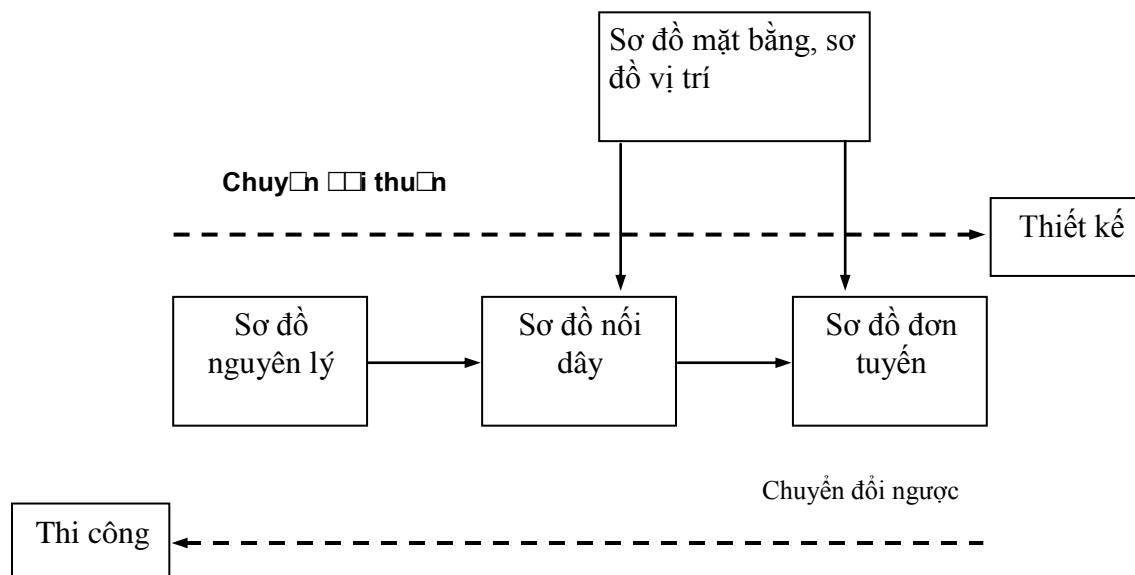 Sơ đồ mặt bằng, sơ
đồ vị trí
thu
Thiết kế
Sơ đồ
nguyên lý
Sơ đồ nối
dây
Sơ đồ đơn
tuyến
Chuyển đổi ngược
Thi công